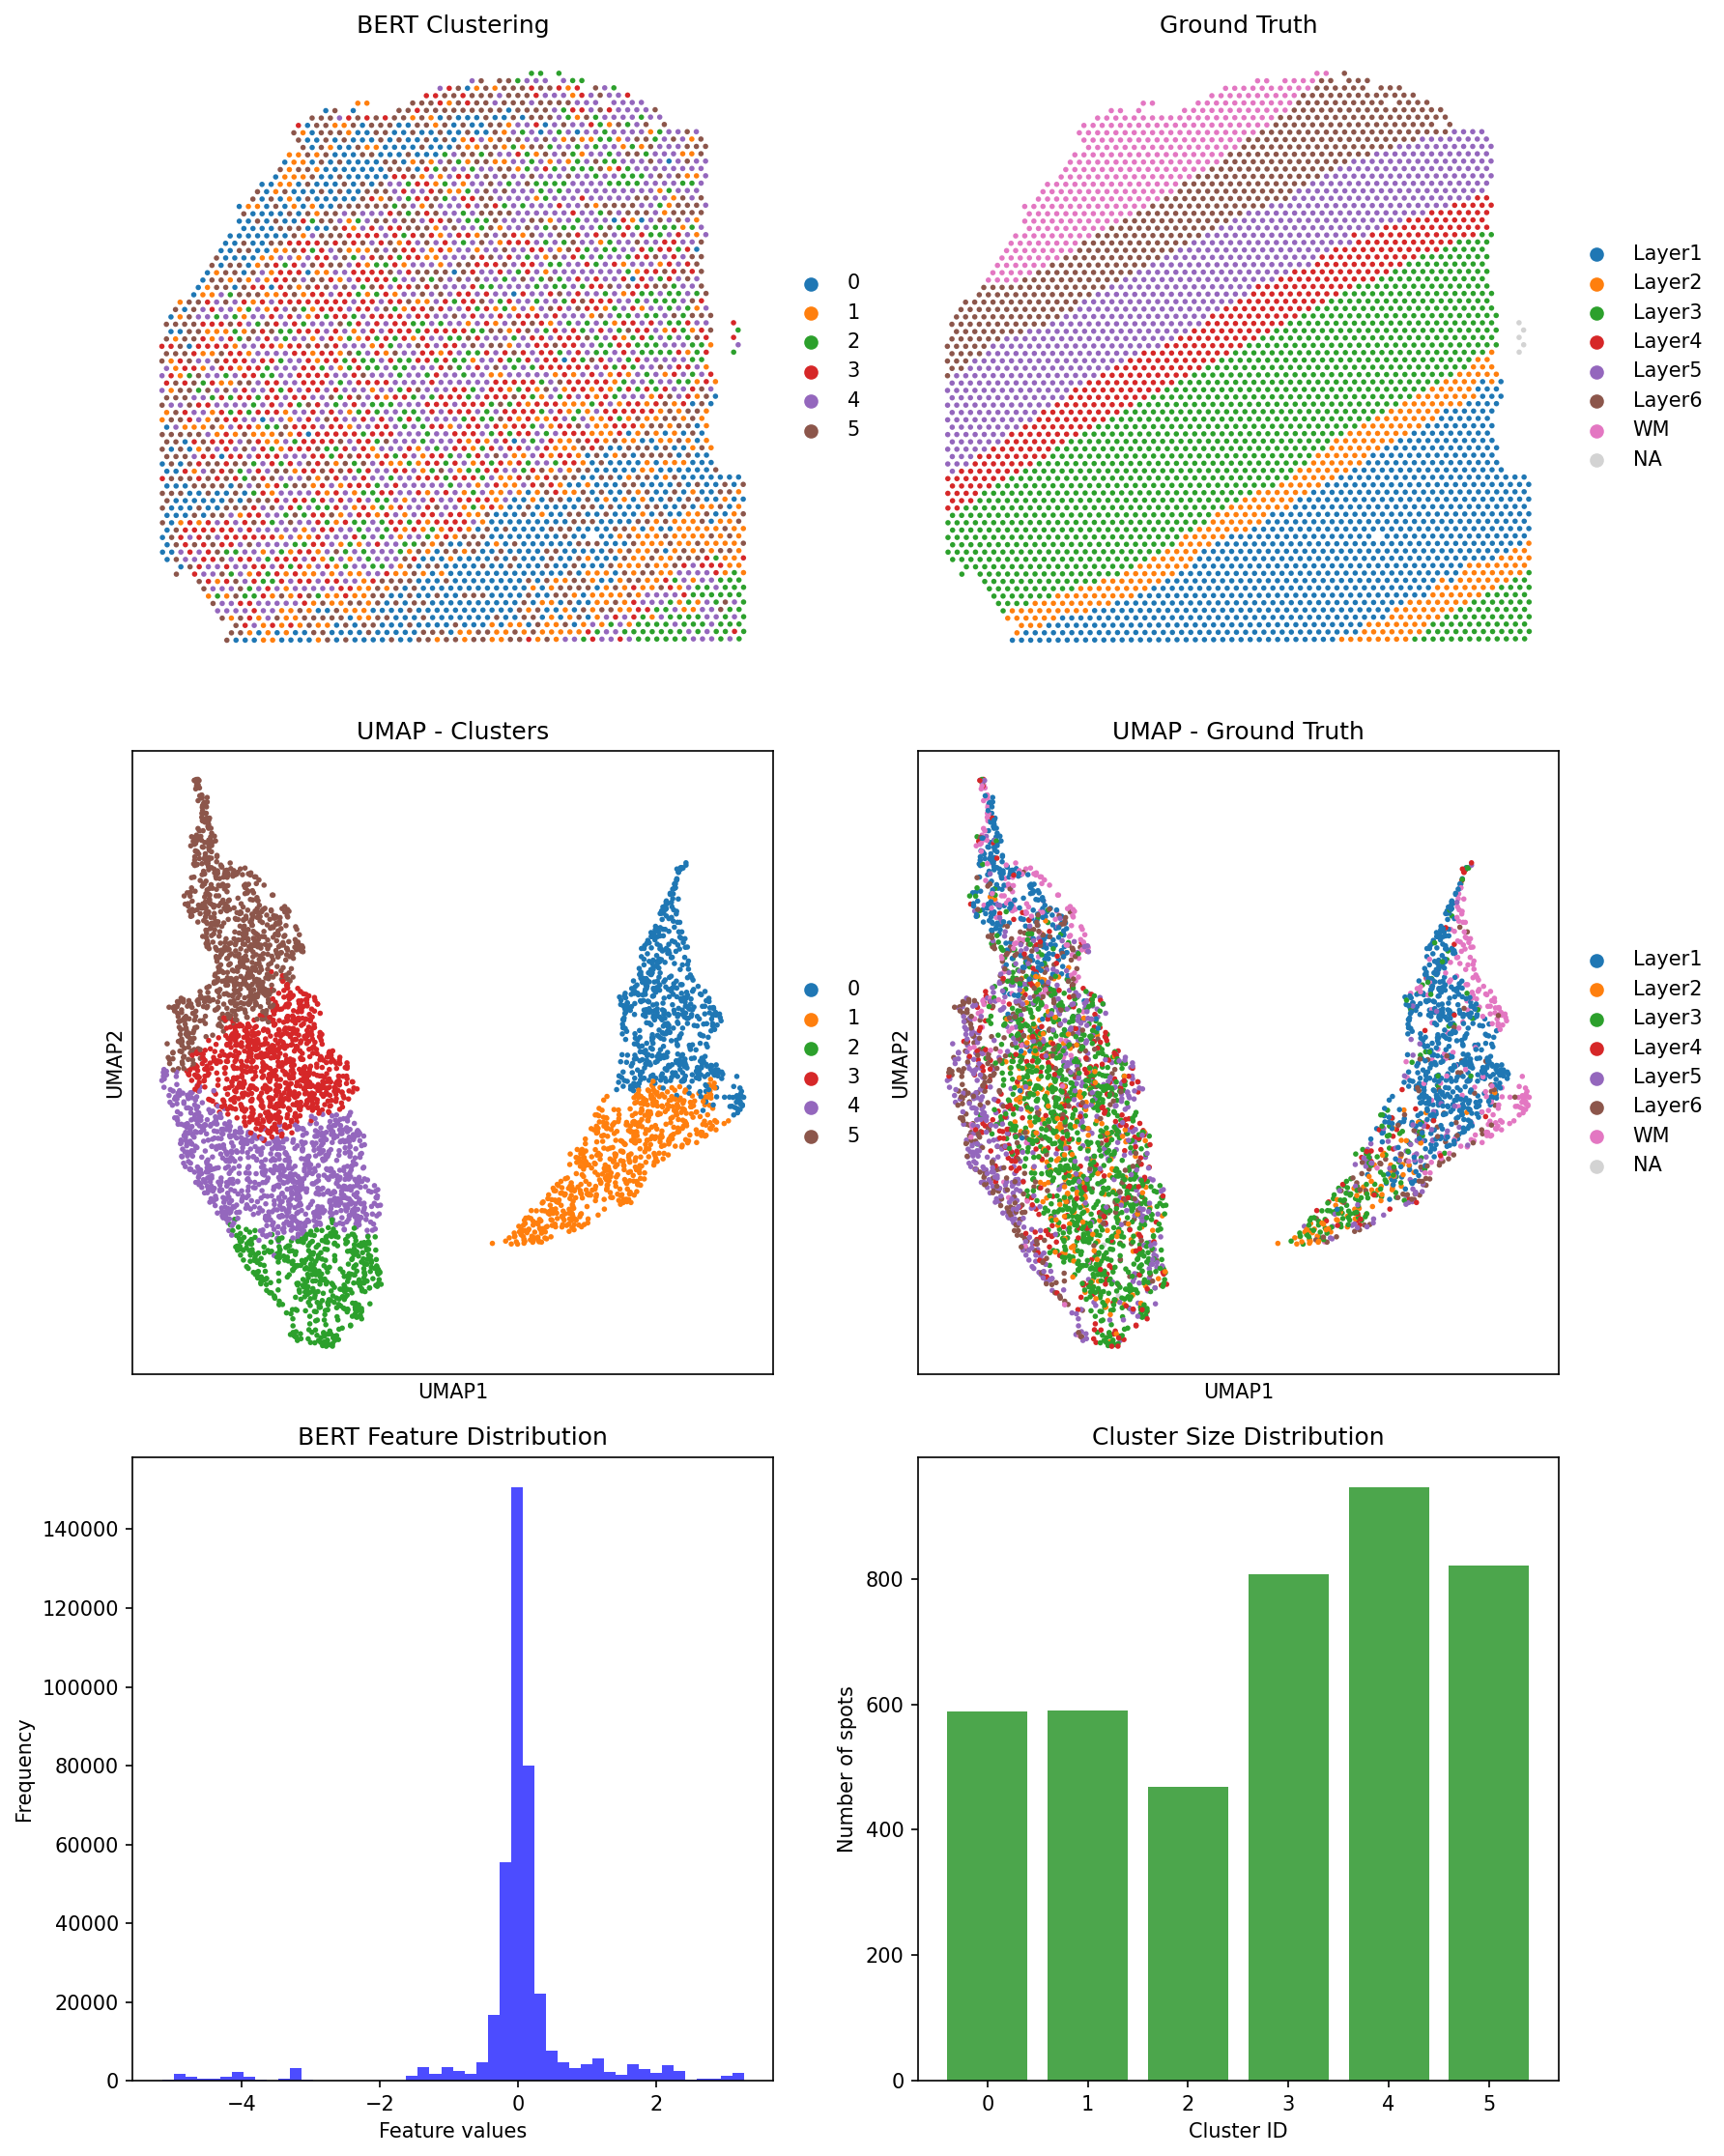 BERT Clustering
Ground Truth
0
1
2
3
4
5
Layer1
Layer2
Layer3
Layer4
Layer5
Layer6
WM
NA
UMAP - Clusters
UMAP - Ground Truth
UMAP2
UMAP1
0
1
2
3
4
5
UMAP2
UMAP1
Layer1
Layer2
Layer3
Layer4
Layer5
Layer6
WM
NA
BERT Feature Distribution
Cluster Size Distribution
Frequency
140000
120000
100000
80000
60000
40000
20000
0
−4 −2 0 2
Feature values
Number of spots
800
600
400
200
0
0 1 2 3 4 5
Cluster ID